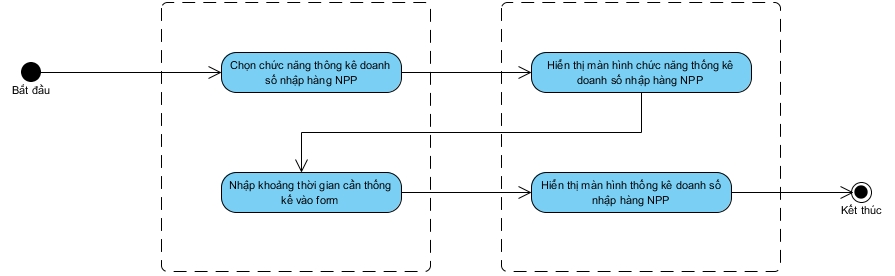 Chọn chức năng thông kê doanh
số nhập hàng NPP
Hiển thị màn hình chức năng thống kê
doanh số nhập hàng NPP
Bắt đầu
Nhập khoảng thời gian cần thống
kê vào form
Hiển thị màn hình thống kê doanh số
nhập hàng NPP
Kết thúc